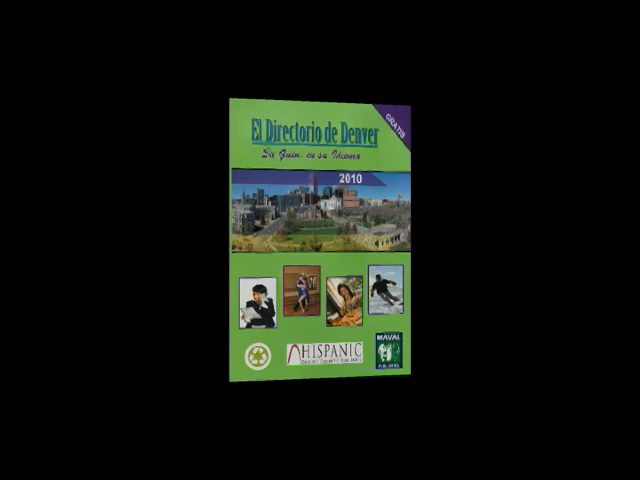 GRATIS
El Directorio de Denver
Su Guia, en su Idioma
2010
HISPANIC
MAVAL